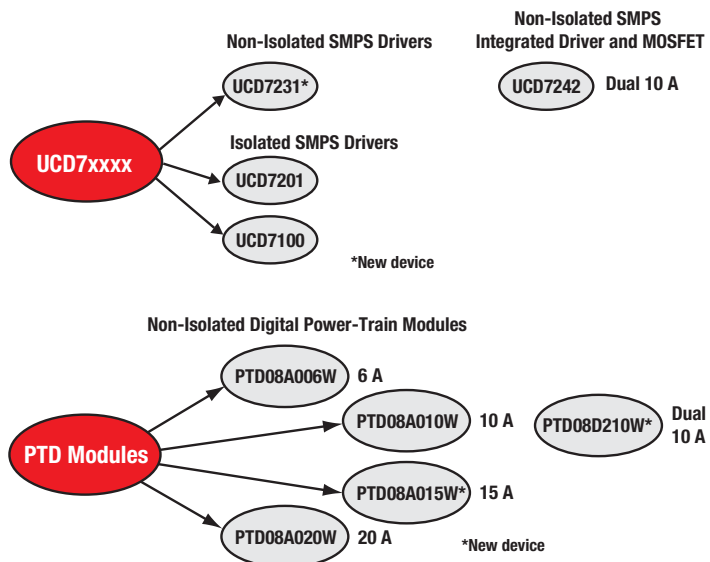 Non-Isolated SMPS Drivers
Non-Isolated SMPS
Integrated Driver and MOSFET
UCD7231*
UCD7242
Dual 10 A
UCD7xxxx
Isolated SMPS Drivers
UCD7201
UCD7100
*New device
Non-Isolated Digital Power-Train Modules
PTD08A006W
6 A
PTD08A010W
10 A
PTD08D210W*
Dual
10 A
PTD Modules
PTD08A015W*
15 A
PTD08A020W
20 A
*New device